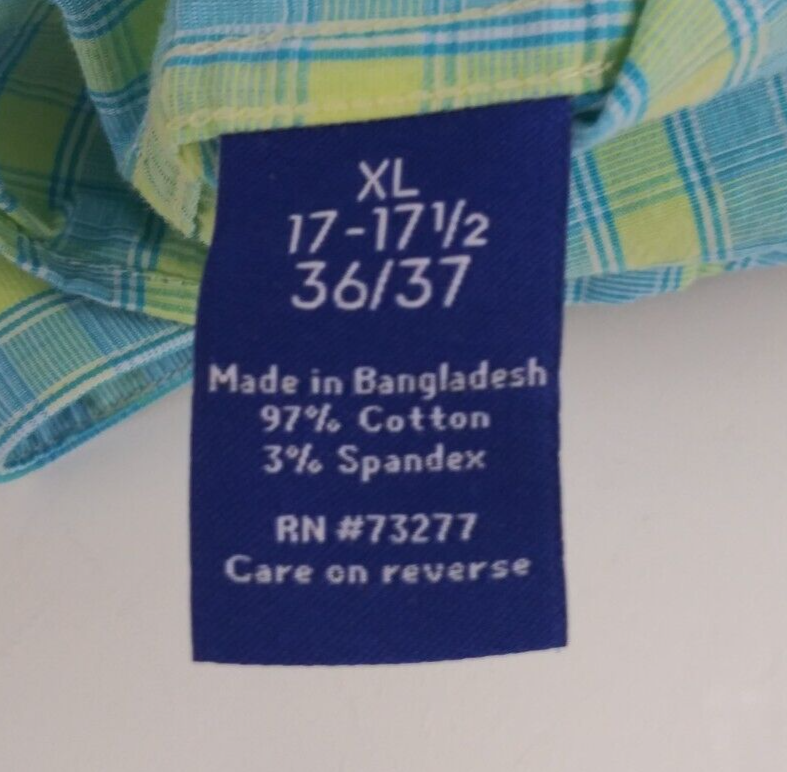 XL
17-17½
36/37
Made in Bangladesh
97% Cotton
3% Spandex
RN #73277
Care on reverse